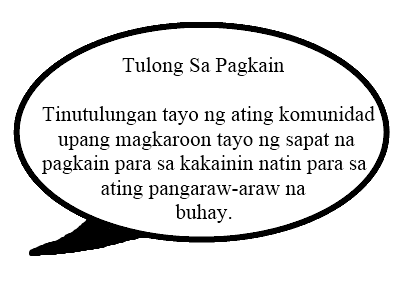 Tulong Sa Pagkain
Tinutulungan tayo ng ating komunidad
upang magkaroon tayo ng sapat na
pagkain para sa kakainin natin para sa
ating pangaraw-araw na
buhay.